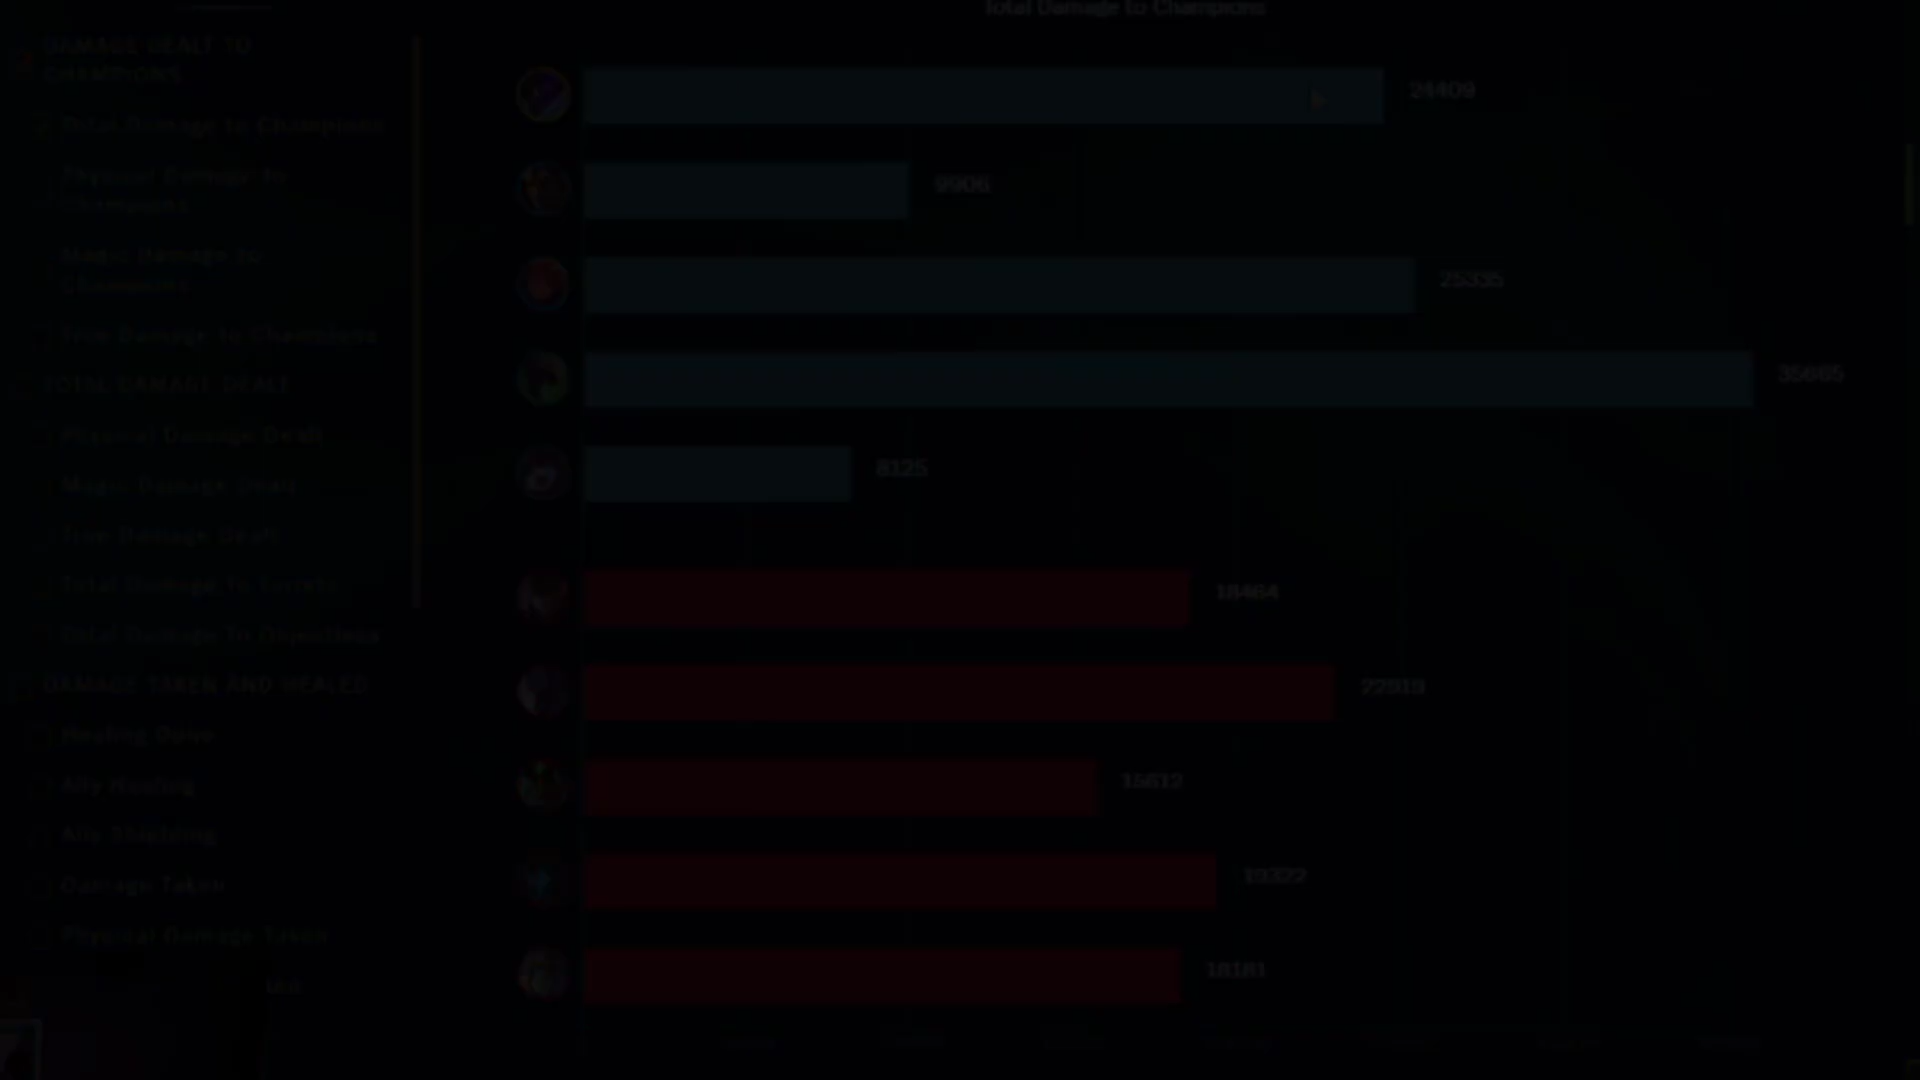 Total Damage to Champions
DAMAGE DEALT TO
CHAMPIONS
Total Damage to Champions
Physical Damage to
Champions
Magic Damage to
Champions
True Damage to Champions
TOTAL DAMAGE DEALT
Physical Damage Dealt
Magic Damage Dealt
True Damage Dealt
Total Damage To Turrets
Total Damage To Objectives
DAMAGE TAKEN AND HEALED
Healing Done
Ally Healing
Ally Shielding
Damage Taken
Physical Damage Taken
24409
9906
25335
35665
8125
18464
22919
15612
19322
18181